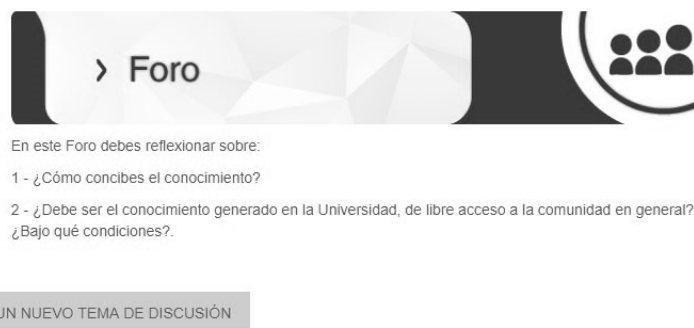 › Foro
En este Foro debes reflexionar sobre:
1 - ¿Cómo concibes el conocimiento?
2 - ¿Debe ser el conocimiento generado en la Universidad, de libre acceso a la comunidad en general?
¿Bajo qué condiciones?.
UN NUEVO TEMA DE DISCUSIÓN